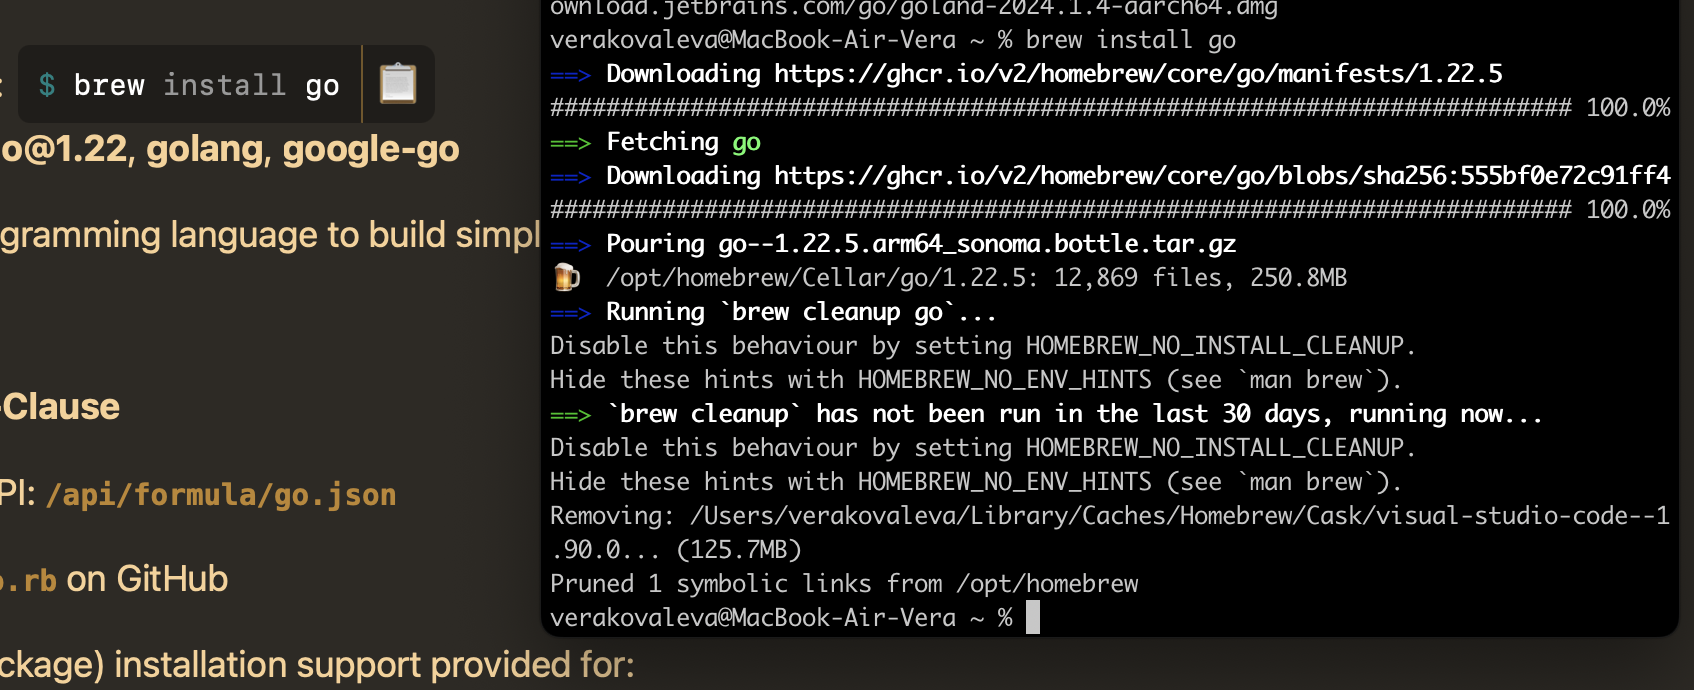 : $ brew install go
o@1.22, golang, google-go
gramming language to build simpl
-Clause
PI: /api/formula/go.json
.rb on GitHub
ckage) installation support provided for:
ownload.jetbrains.com/go/goland-2024.1.4-aarch64.dmg
verakovaleva@MacBook-Air-Vera ~ % brew install go
==> Downloading https://ghcr.io/v2/homebrew/core/go/manifests/1.22.5
######################################################################### 100.0%
==> Fetching go
==> Downloading https://ghcr.io/v2/homebrew/core/go/blobs/sha256:555bf0e72c91ff4
######################################################################### 100.0%
==> Pouring go--1.22.5.arm64_sonoma.bottle.tar.gz
🍺  /opt/homebrew/Cellar/go/1.22.5: 12,869 files, 250.8MB
==> Running `brew cleanup go`...
Disable this behaviour by setting HOMEBREW_NO_INSTALL_CLEANUP.
Hide these hints with HOMEBREW_NO_ENV_HINTS (see `man brew`).
==> `brew cleanup` has not been run in the last 30 days, running now...
Disable this behaviour by setting HOMEBREW_NO_INSTALL_CLEANUP.
Hide these hints with HOMEBREW_NO_ENV_HINTS (see `man brew`).
Removing: /Users/verakovaleva/Library/Caches/Homebrew/Cask/visual-studio-code--1
.90.0... (125.7MB)
Pruned 1 symbolic links from /opt/homebrew
verakovaleva@MacBook-Air-Vera ~ %